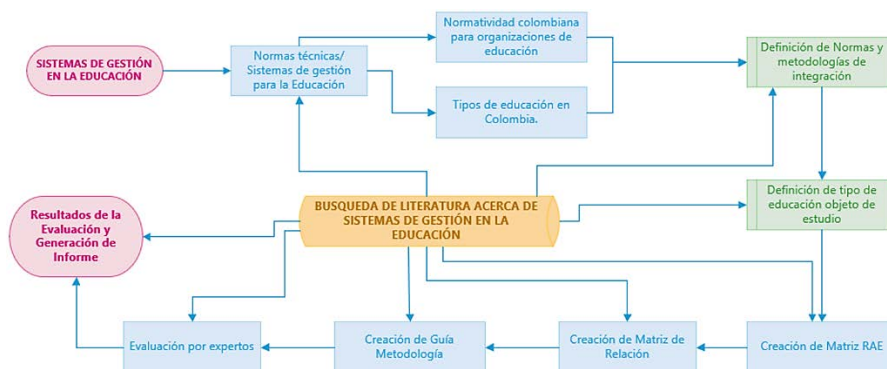 SISTEMAS DE GESTIÓN
EN LA EDUCACIÓN
Normas técnicas/
Sistemas de gestión
para la Educación
Normatividad colombiana
para organizaciones de
educación
Tipos de educación en
Colombia.
Definición de Normas y
metodologías de
integración
BUSQUEDA DE LITERATURA ACERCA DE
SISTEMAS DE GESTIÓN EN LA
EDUCACIÓN
Definición de tipo de
educación objeto de
estudio
Resultados de la
Evaluación y
Generación de
Informe
Evaluación por expertos
Creación de Guía
Metodología
Creación de Matriz de
Relación
Creación de Matriz RAE